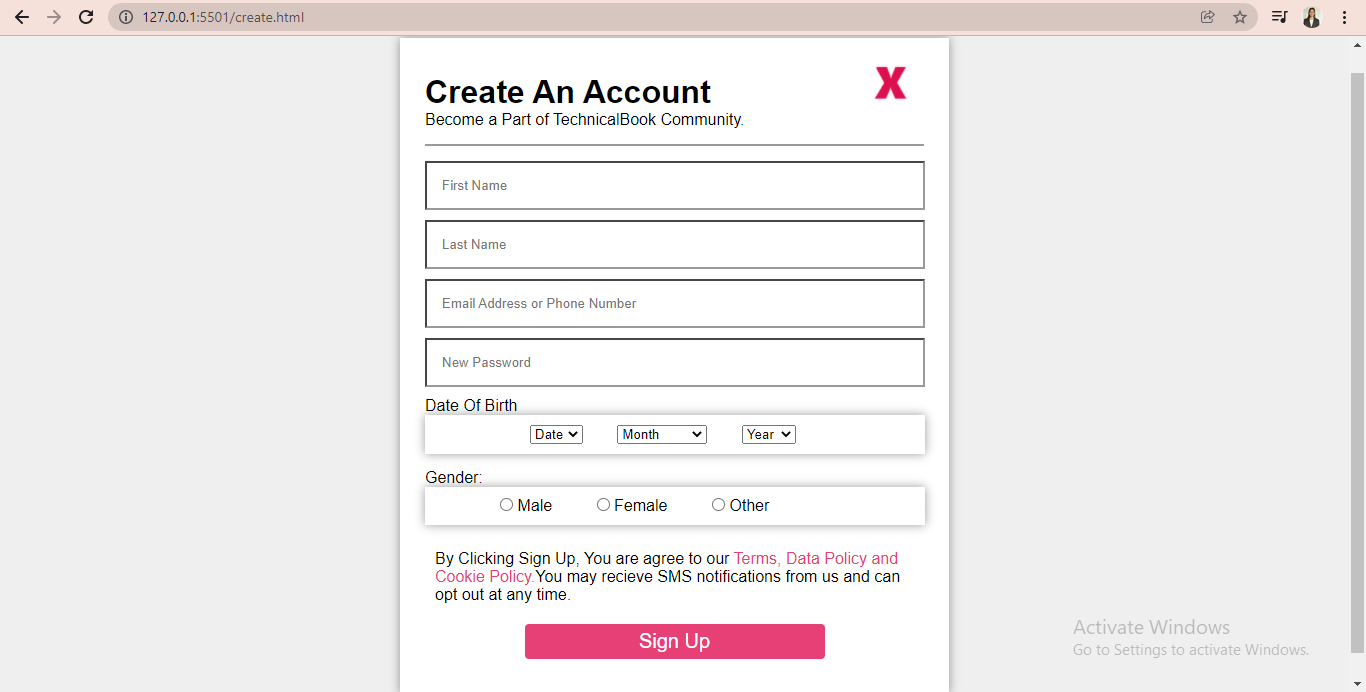 127.0.0.1:5501/create.html
Create An Account
X
Become a Part of TechnicalBook Community.
First Name
Last Name
Email Address or Phone Number
New Password
Date Of Birth
Date Month Year
Gender:
Male Female Other
By Clicking Sign Up, You are agree to our Terms, Data Policy and
Cookie Policy.You may recieve SMS notifications from us and can
opt out at any time.
Sign Up
Activate Windows
Go to Settings to activate Windows.